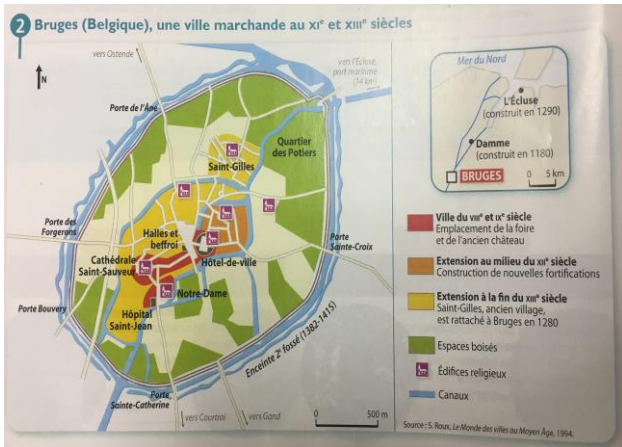 2 Bruges (Belgique), une ville marchande au XIᵉ et XIIIᵉ siècles
vers Ostende
vers l'Écluse,
port maritime
(14 km
N
Porte de l'Âne
Quartier
des Potiers
Saint-Gilles
Porte des
Forgerons
Halles et
beffroi
Porte
Sainte-Croix
Cathédrale
Saint-Sauveur
Hôtel-de-ville
Notre-Dame
Porte Bouvery
Hôpital
Saint-Jean
Enceinte 2ᵉ fossé (1382-1415)
Porte
Sainte-Catherine
vers Courtrai
vers Gand
0 500 m
Mer du Nord
L'Écluse
(construit en 1290)
Damme
(construit en 1180)
BRUGES
0 5 km
Ville du VIIIᵉ et IXᵉ siècle
Emplacement de la foire
et de l'ancien château
Extension au milieu du XIIᵉ siècle
Construction de nouvelles fortifications
Extension à la fin du XIIIᵉ siècle
Saint-Gilles, ancien village,
est rattaché à Bruges en 1280
Espaces boisés
Édifices religieux
Canaux
Source : S. Roux, Le Monde des villes au Moyen Âge, 1994.